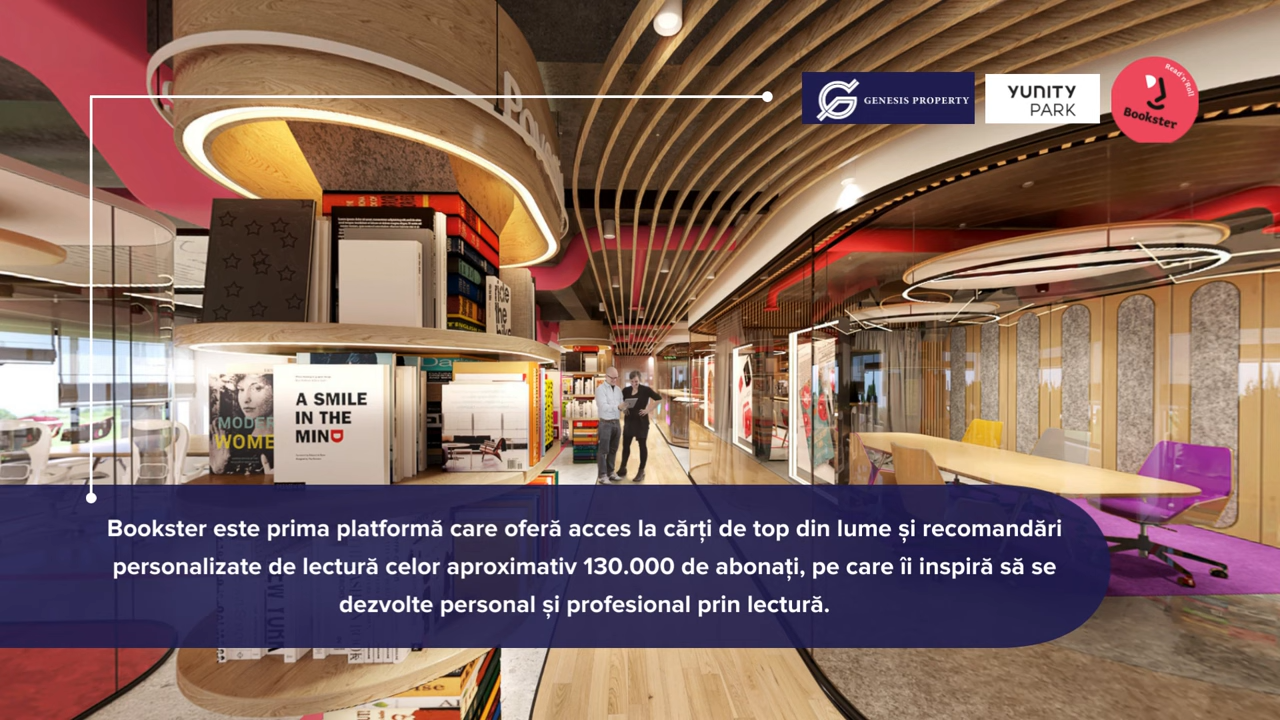 GENESIS PROPERTY
YUNITY
PARK
Read'n'Roll
Bookster
ride
the
MODERN
WOMEN
A SMILE
IN THE
MIND
Bookster este prima platformă care oferă acces la cărți de top din lume și recomandări
personalizate de lectură celor aproximativ 130.000 de abonați, pe care îi inspiră să se
dezvolte personal și profesional prin lectură.